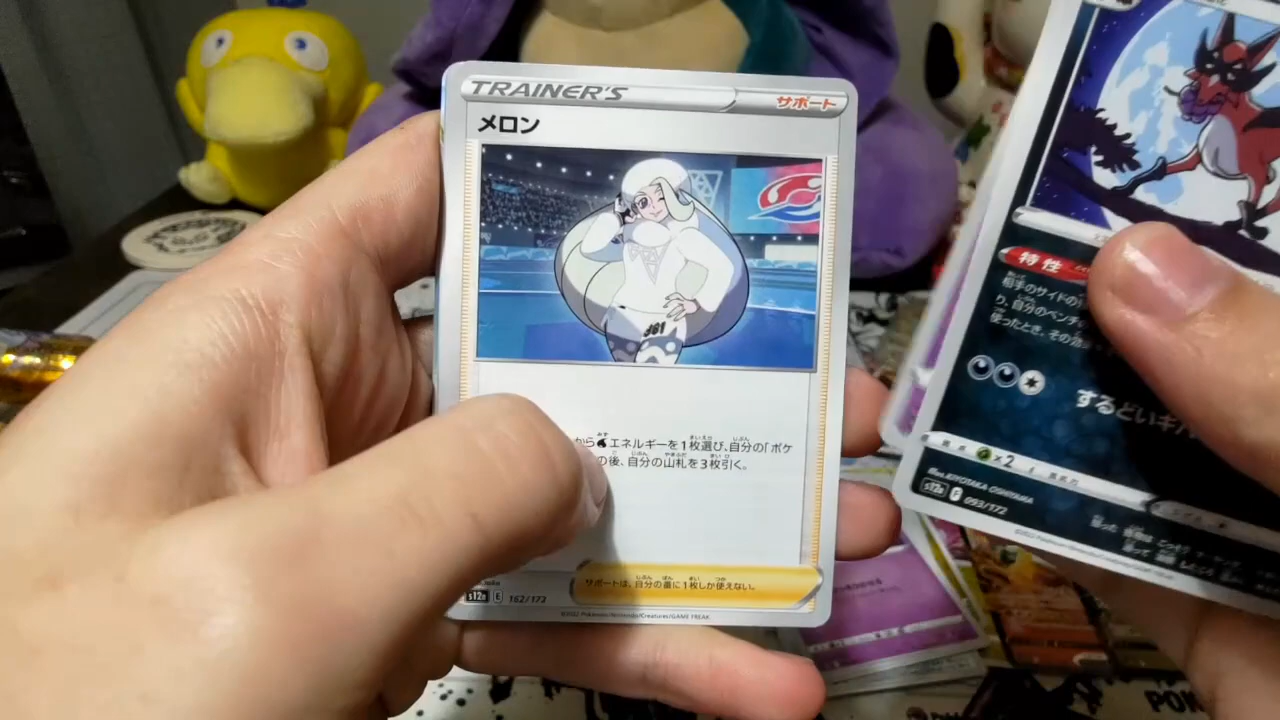 TRAINER'S
サポート
メロン
から エネルギーを1枚選び、自分の「ポケ
の後、自分の山札を3枚引く。
サポートは、自分の番に1枚しか使えない。
s12a E 162/172
©2022 Pokémon/Nintendo/Creatures/GAME FREAK
特性
相手のサイドの
り、自分のベンチ
使ったとき、その
するどいキバ
×2
Illus. KIYOTAKA OSHIYAMA
s12a F 093/172